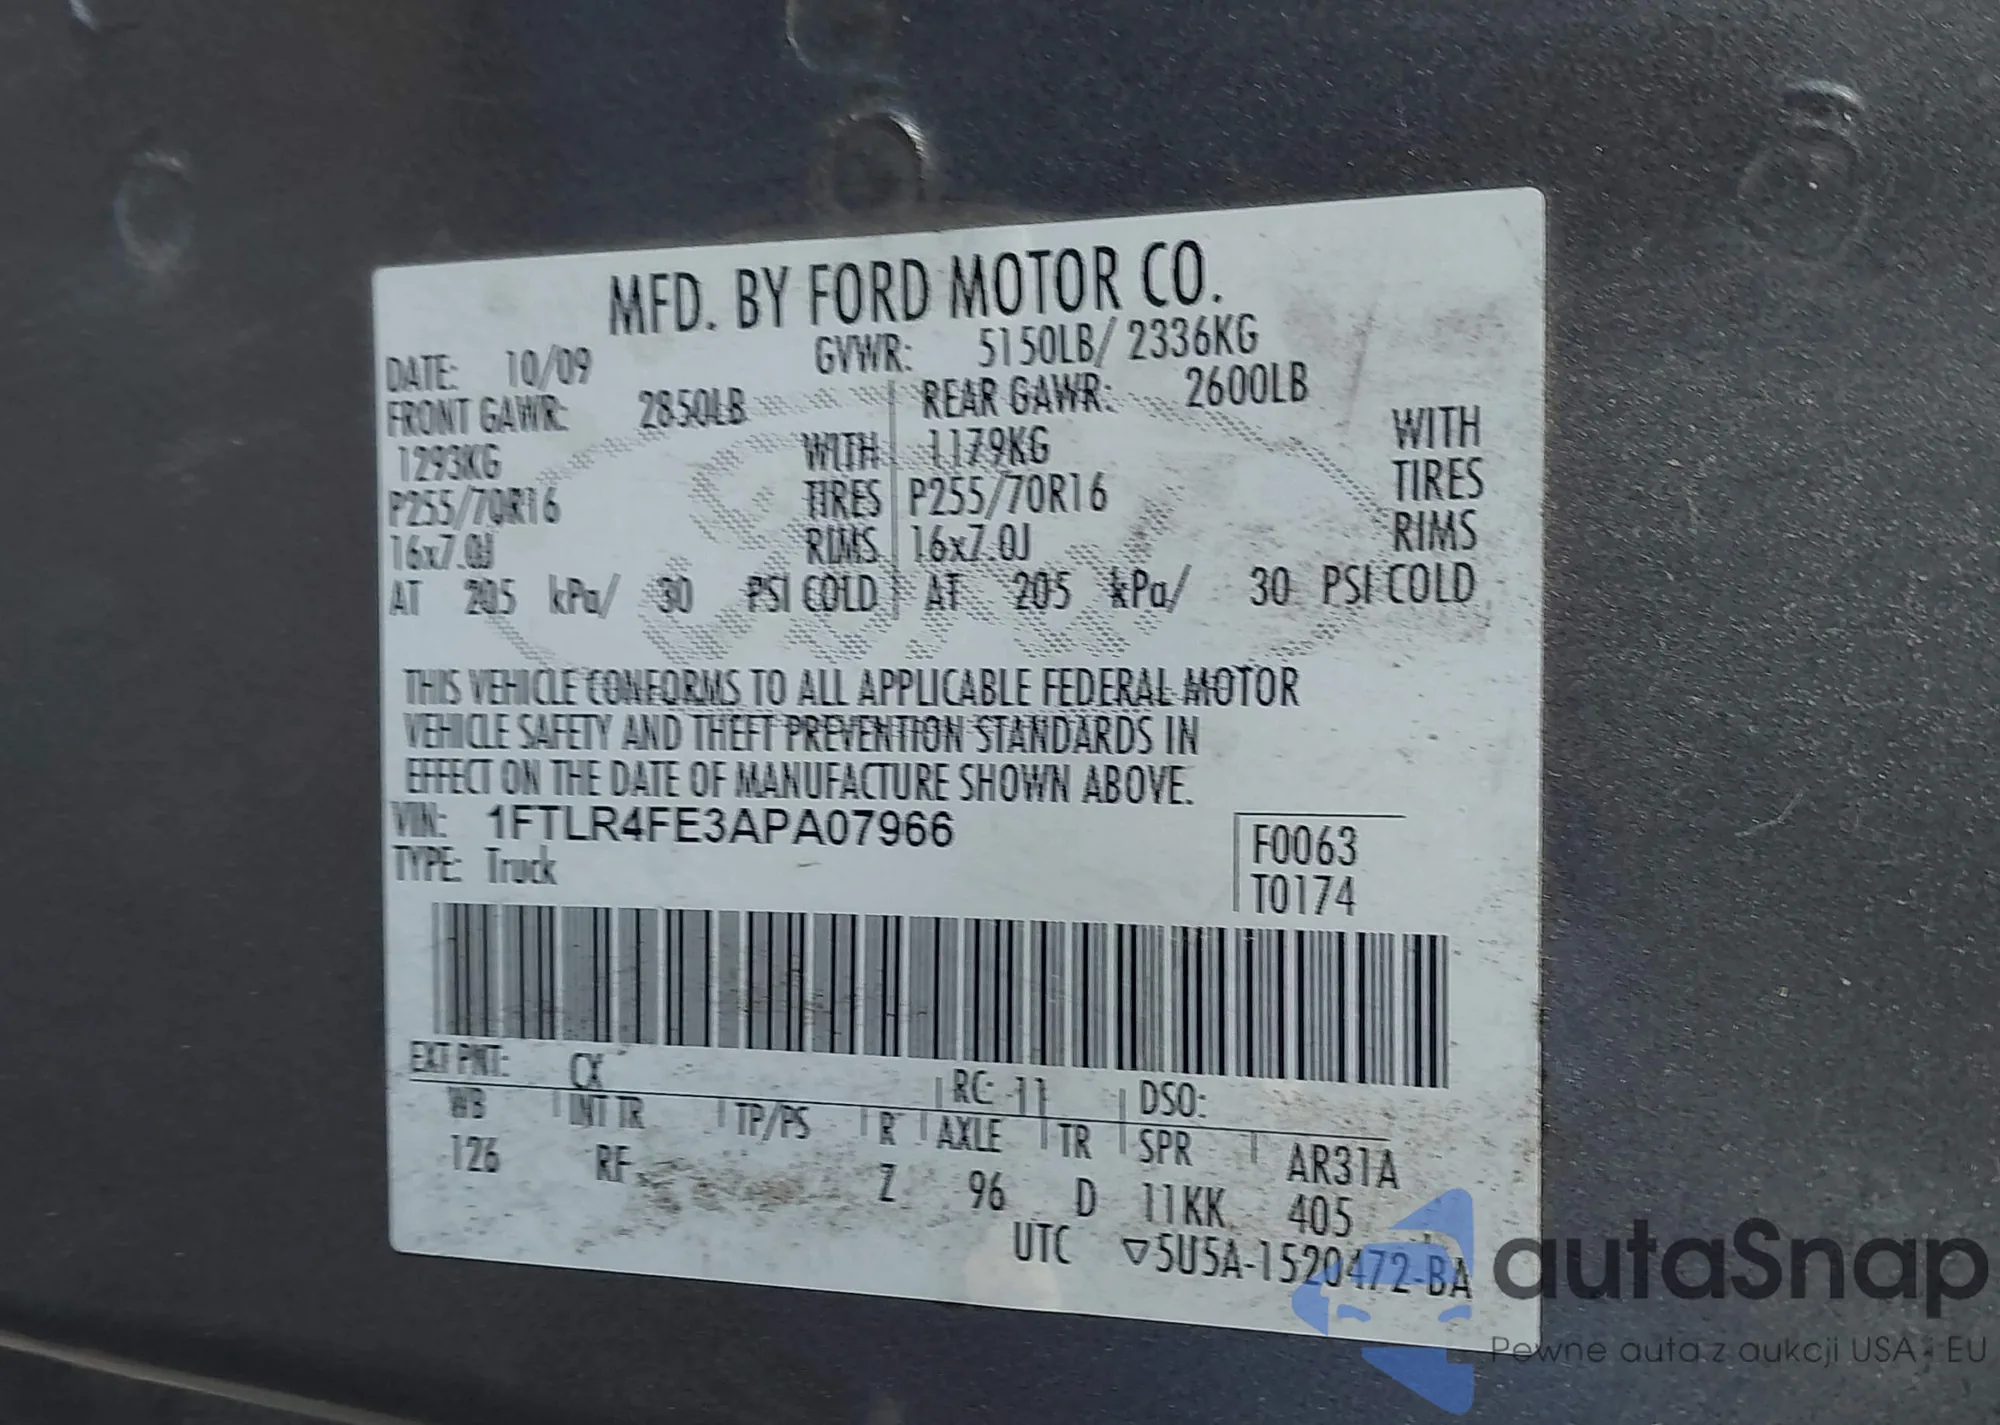 MFD. BY FORD MOTOR CO.
DATE: 10/09 GVWR: 5150LB/ 2336KG
FRONT GAWR: 2850LB REAR GAWR: 2600LB
1293KG WITH 1179KG WITH
P255/70R16 TIRES P255/70R16 TIRES
16x7.0J RIMS 16x7.0J RIMS
AT 205 kPa/ 30 PSI COLD AT 205 kPa/ 30 PSI COLD
THIS VEHICLE CONFORMS TO ALL APPLICABLE FEDERAL MOTOR
VEHICLE SAFETY AND THEFT PREVENTION STANDARDS IN
EFFECT ON THE DATE OF MANUFACTURE SHOWN ABOVE.
VIN: 1FTLR4FE3APA07966 F0063
TYPE: Truck T0174
EXT PNT: CX RC: 11 DSO:
WB INT TR TP/PS R AXLE TR SPR AR31A
126 RF Z 96 D 11KK 405
UTC ▽5U5A-1520472-BA
autaSnap
Pewne auta z aukcji USA i EU